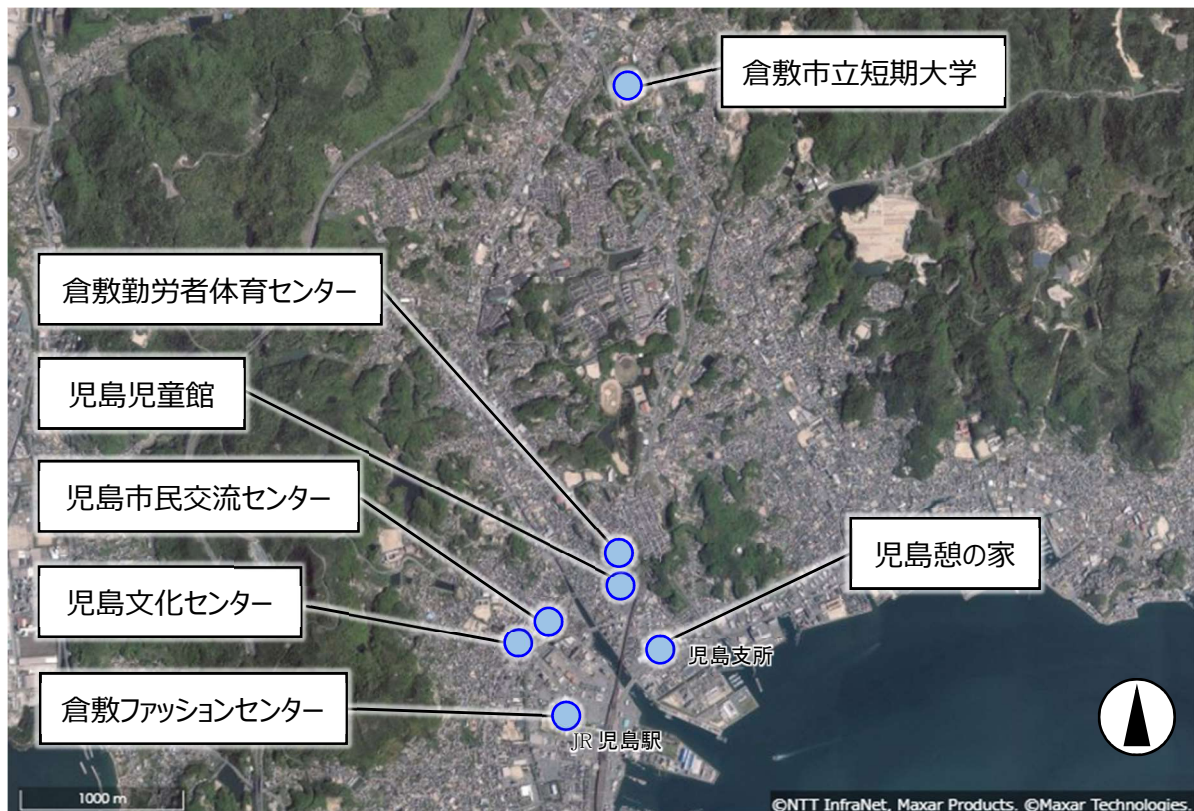 倉敷市立短期大学
倉敷勤労者体育センター
児島児童館
児島市民交流センター
児島憩の家
児島文化センター
児島支所
倉敷ファッションセンター
JR 児島駅
1000 m
©NTT InfraNet, Maxar Products, ©Maxar Technologies